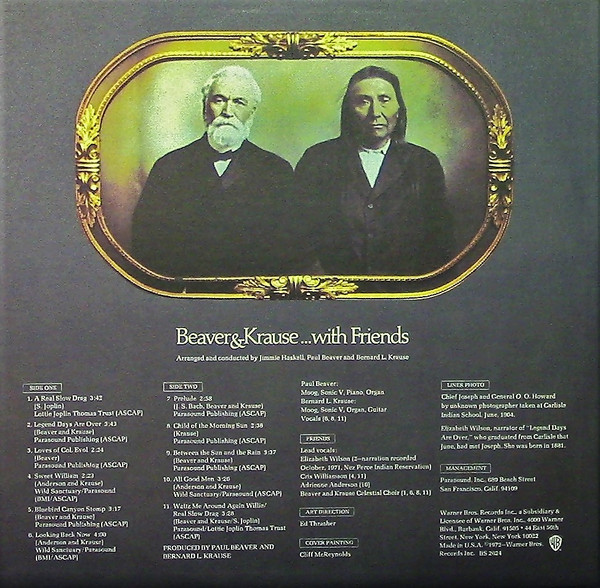 Beaver&Krause...with Friends
Arranged and conducted by Jimmie Haskell, Paul Beaver and Bernard L. Krause
SIDE ONE
1. A Real Slow Drag 3:42
(S. Joplin)
Lottie Joplin Thomas Trust (ASCAP)
2. Legend Days Are Over 3:43
(Beaver and Krause)
Parasound Publishing (ASCAP)
3. Loves of Col. Evol 2:24
(Beaver)
Parasound Publishing (ASCAP)
4. Sweet William 2:23
(Anderson and Krause)
Wild Sanctuary/Parasound
(BMI/ASCAP)
5. Bluebird Canyon Stomp 3:17
(Beaver and Krause)
Parasound Publishing (ASCAP)
6. Looking Back Now 4:00
(Anderson and Krause)
Wild Sanctuary/Parasound
(BMI/ASCAP)
SIDE TWO
7. Prelude 2:58
(J.S. Bach, Beaver and Krause)
Parasound Publishing (ASCAP)
8. Child of the Morning Sun 2:38
(Krause)
Parasound Publishing (ASCAP)
9. Between the Sun and the Rain 3:37
(Beaver and Krause)
Parasound Publishing (ASCAP)
10. All Good Men 3:26
(Anderson and Krause)
Wild Sanctuary/Parasound (ASCAP)
11. Waltz Me Around Again Willie/
Real Slow Drag 3:28
(Beaver and Krause/S. Joplin)
Parasound/Lottie Joplin Thomas Trust
(ASCAP)
PRODUCED BY PAUL BEAVER and
BERNARD L. KRAUSE
Paul Beaver:
Moog, Sonic V, Piano, Organ
Bernard L. Krause:
Moog, Sonic V, Organ, Guitar
Vocals (6, 8, 11)
FRIENDS
Lead vocals:
Elizabeth Wilson (2-narration recorded
October, 1971, Nez Perce Indian Reservation)
Cris Williamson [4, 11]
Adrienne Anderson [10]
Beaver and Krause Celestial Choir (1, 6, 8, 11)
ART DIRECTION
Ed Thrasher
COVER PAINTING
Cliff McReynolds
LINER PHOTO
Chief Joseph and General O. O. Howard
by unknown photographer taken at Carlisle
Indian School, June, 1904.
Elizabeth Wilson, narrator of "Legend Days
Are Over," who graduated from Carlisle that
June, had met Joseph. She was born in 1881.
MANAGEMENT
Parasound, Inc., 680 Beach Street
San Francisco, Calif. 94109
Warner Bros. Records Inc., a Subsidiary &
Licensee of Warner Bros. Inc., 4000 Warner
Blvd., Burbank, Calif. 91505 • 44 East 50th
Street, New York, New York 10022
Made in U.S.A. ©1972-Warner Bros.
Records Inc. BS 2624
WB